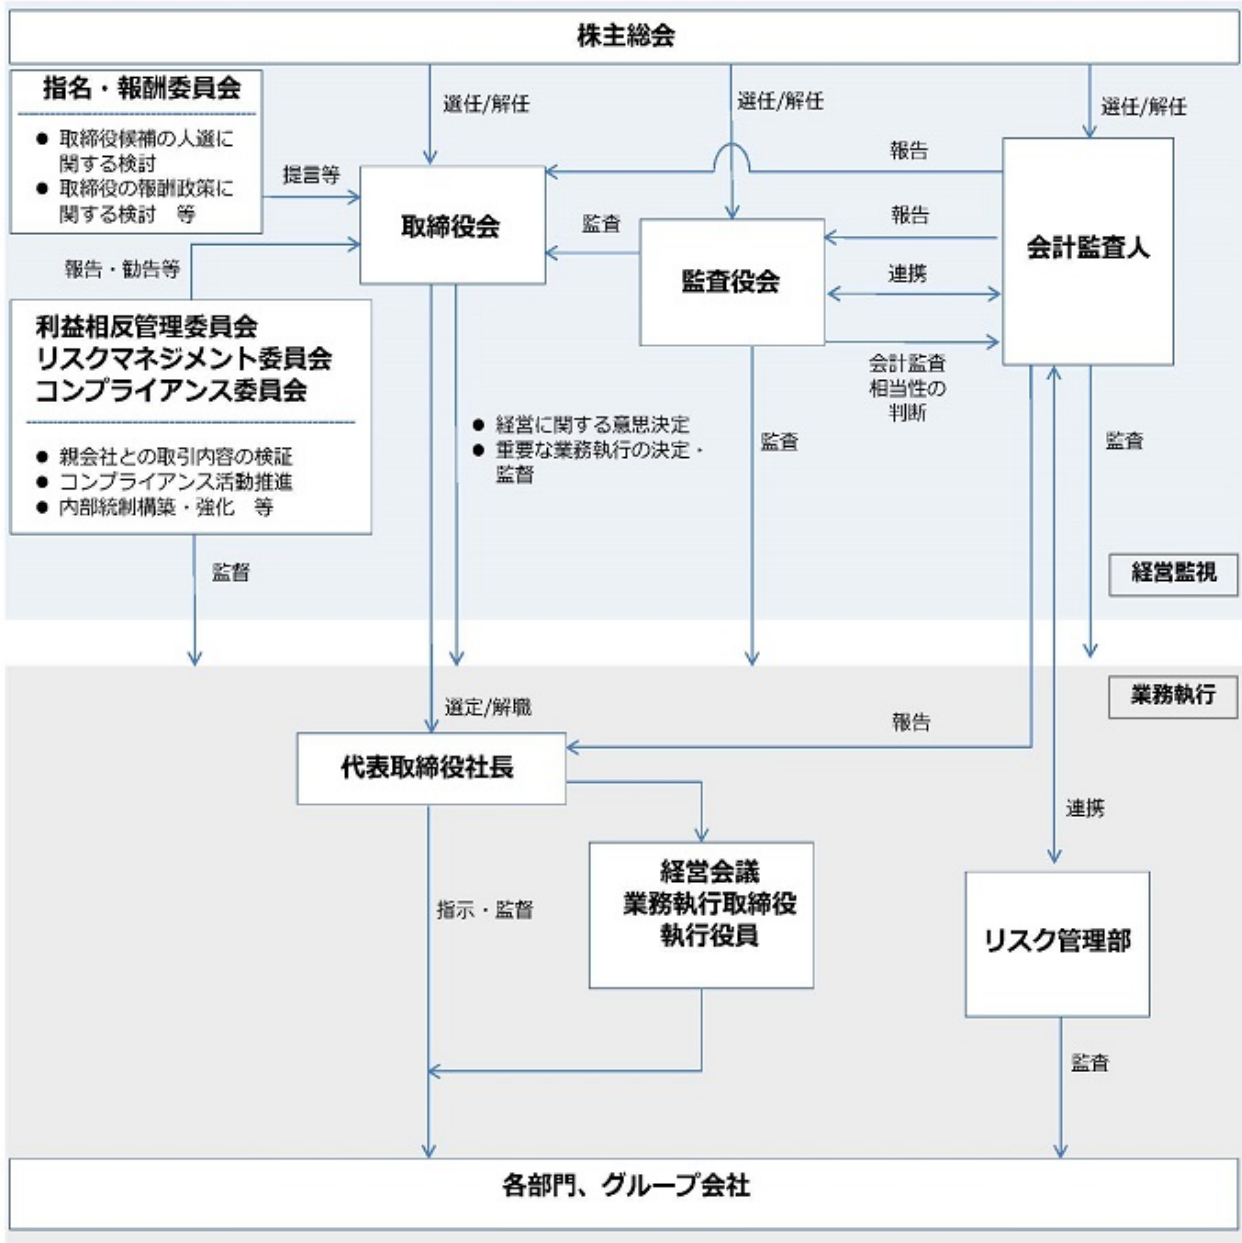 株主総会
指名・報酬委員会
● 取締役候補の人選に
関する検討
● 取締役の報酬政策に
関する検討　等
選任/解任
選任/解任
選任/解任
提言等
報告
取締役会
監査
監査役会
報告
連携
会計監査人
会計監査
相当性の
判断
報告・勧告等
利益相反管理委員会
リスクマネジメント委員会
コンプライアンス委員会
● 親会社との取引内容の検証
● コンプライアンス活動推進
● 内部統制構築・強化　等
● 経営に関する意思決定
● 重要な業務執行の決定・
監督
監査
監査
監督
経営監視
業務執行
選定/解職
報告
代表取締役社長
連携
指示・監督
経営会議
業務執行取締役
執行役員
リスク管理部
監査
各部門、グループ会社